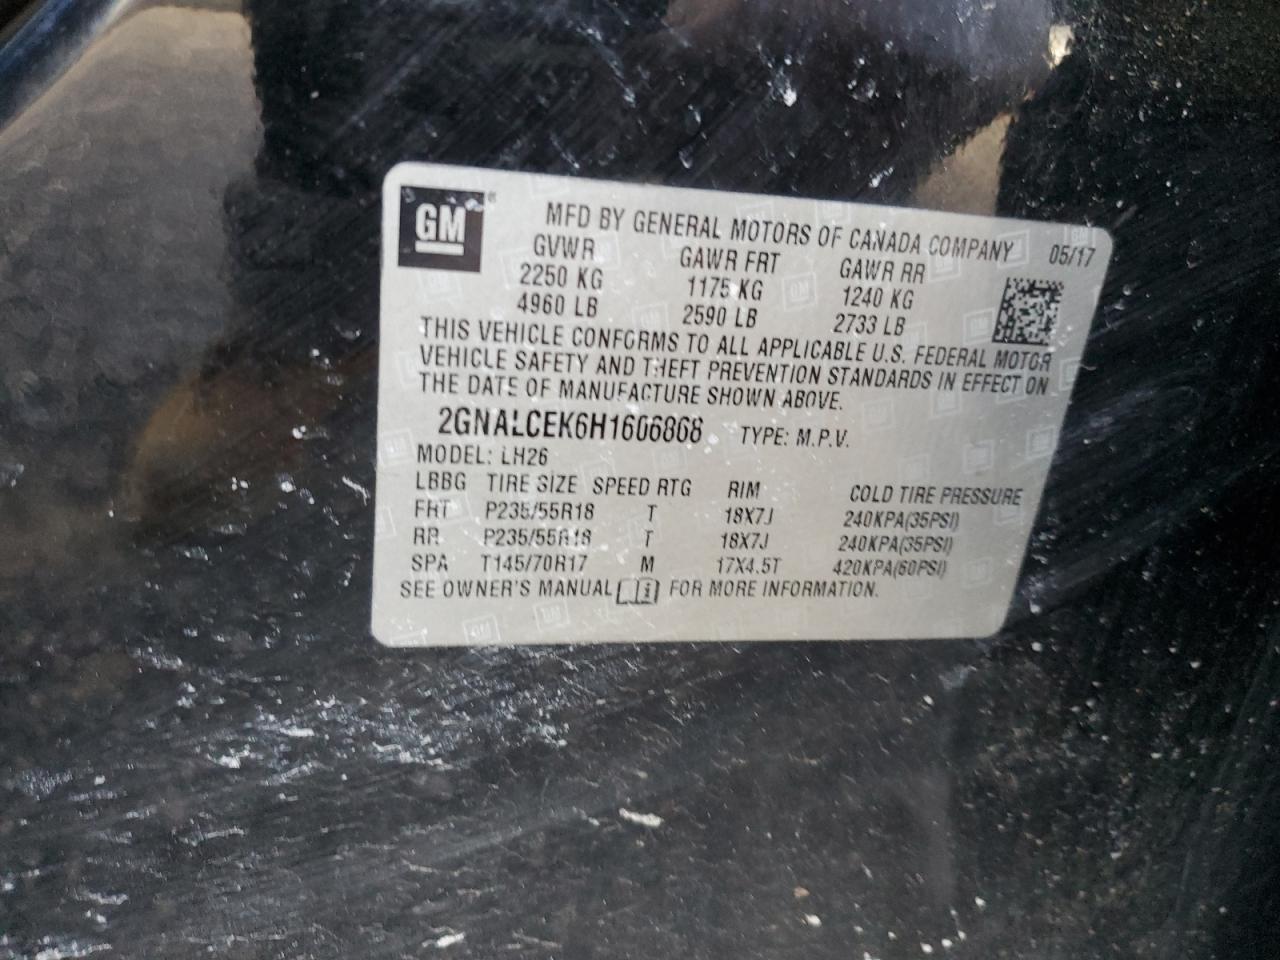 GM
MFD BY GENERAL MOTORS OF CANADA COMPANY 05/17
GVWR GAWR FRT GAWR RR
2250 KG 1175 KG 1240 KG
4960 LB 2590 LB 2733 LB
THIS VEHICLE CONFORMS TO ALL APPLICABLE U.S. FEDERAL MOTOR
VEHICLE SAFETY AND THEFT PREVENTION STANDARDS IN EFFECT ON
THE DATE OF MANUFACTURE SHOWN ABOVE.
2GNALCEK6H1606868 TYPE: M.P.V.
MODEL: LH26
LBBG TIRE SIZE SPEED RTG RIM COLD TIRE PRESSURE
FHT P235/55R18 T 18X7J 240KPA(35PSI)
RR P235/55R18 T 18X7J 240KPA(35PSI)
SPA T145/70R17 M 17X4.5T 420KPA(60PSI)
SEE OWNER'S MANUAL FOR MORE INFORMATION.